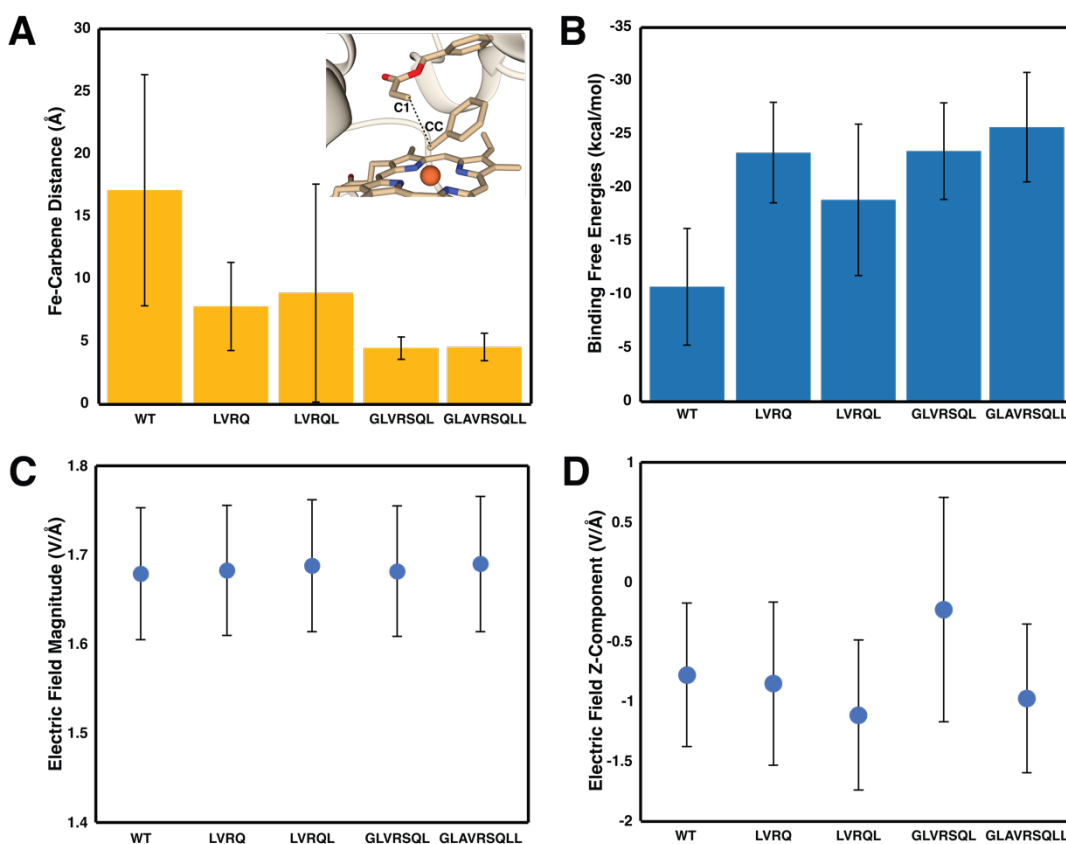 A
Fe-Carbene Distance (Å)
30
25
20
15
10
5
0
C1
CC
WT LVRQ LVRQL GLVRSQL GLAVRSQLL
B
Binding Free Energies (kcal/mol)
-35
-30
-25
-20
-15
-10
-5
0
WT LVRQ LVRQL GLVRSQL GLAVRSQLL
C
Electric Field Magnitude (V/Å)
1.8
1.7
1.6
1.5
1.4
WT LVRQ LVRQL GLVRSQL GLAVRSQLL
D
Electric Field Z-Component (V/Å)
1
0.5
0
-0.5
-1
-1.5
-2
WT LVRQ LVRQL GLVRSQL GLAVRSQLL